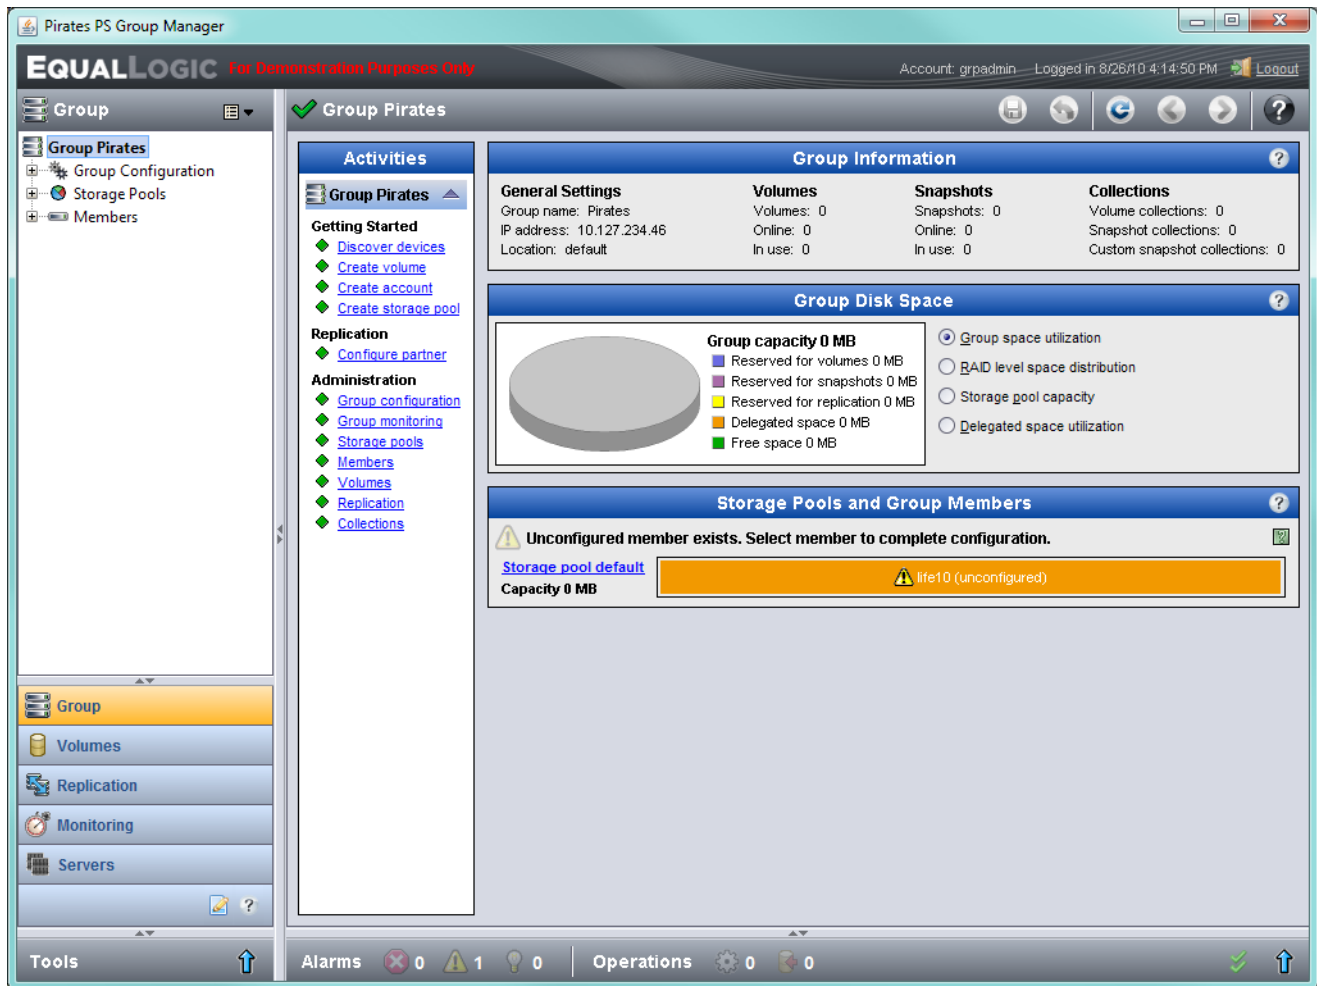 Pirates PS Group Manager
EQUALLOGIC For Demonstration Purposes Only
Account: grpadmin Logged in 8/26/10 4:14:50 PM Logout
Group
Group Pirates
Group Pirates
Group Configuration
Storage Pools
Members
Group
Volumes
Replication
Monitoring
Servers
Tools
Activities
Group Pirates
Getting Started
Discover devices
Create volume
Create account
Create storage pool
Replication
Configure partner
Administration
Group configuration
Group monitoring
Storage pools
Members
Volumes
Replication
Collections
Group Information
General Settings
Group name: Pirates
IP address: 10.127.234.46
Location: default
Volumes
Volumes: 0
Online: 0
In use: 0
Snapshots
Snapshots: 0
Online: 0
In use: 0
Collections
Volume collections: 0
Snapshot collections: 0
Custom snapshot collections: 0
Group Disk Space
Group capacity 0 MB
Reserved for volumes 0 MB
Reserved for snapshots 0 MB
Reserved for replication 0 MB
Delegated space 0 MB
Free space 0 MB
Group space utilization
RAID level space distribution
Storage pool capacity
Delegated space utilization
Storage Pools and Group Members
Unconfigured member exists. Select member to complete configuration.
Storage pool default
Capacity 0 MB
life10 (unconfigured)
Alarms 0 1 0 Operations 0 0